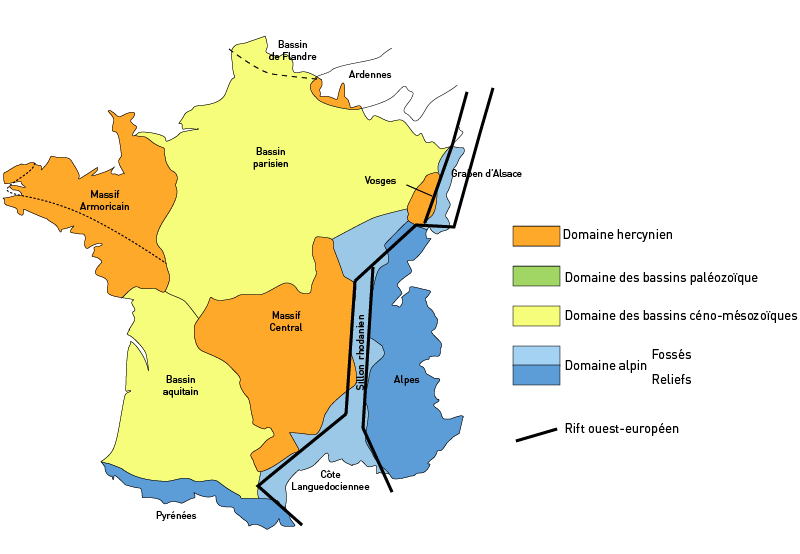 Bassin
de Flandre
Ardennes
Bassin
parisien
Vosges
Graben d'Alsace
Massif
Armoricain
Massif
Central
Sillon rhodanien
Bassin
aquitain
Alpes
Côte
Languedociennee
Pyrénées
Domaine hercynien
Domaine des bassins paléozoïque
Domaine des bassins céno-mésozoïques
Domaine alpin
Fossés
Reliefs
Rift ouest-européen